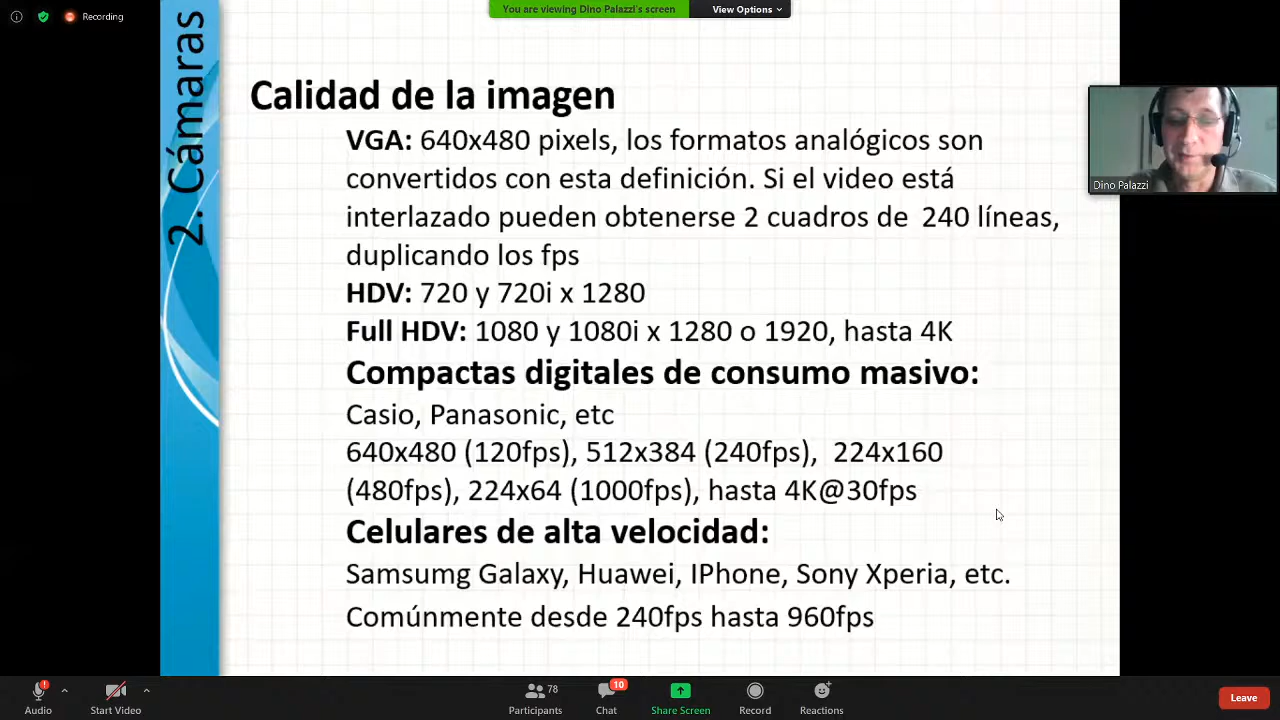 Recording
You are viewing Dino Palazzi's screen
View Options
2. Cámaras
Calidad de la imagen
VGA: 640x480 pixels, los formatos analógicos son
convertidos con esta definición. Si el video está
interlazado pueden obtenerse 2 cuadros de 240 líneas,
duplicando los fps
HDV: 720 y 720i x 1280
Full HDV: 1080 y 1080i x 1280 o 1920, hasta 4K
Compactas digitales de consumo masivo:
Casio, Panasonic, etc
640x480 (120fps), 512x384 (240fps), 224x160
(480fps), 224x64 (1000fps), hasta 4K@30fps
Celulares de alta velocidad:
Samsumg Galaxy, Huawei, IPhone, Sony Xperia, etc.
Comúnmente desde 240fps hasta 960fps
Dino Palazzi
Audio
Start Video
Participants 78
Chat 10
Share Screen
Record
Reactions
Leave